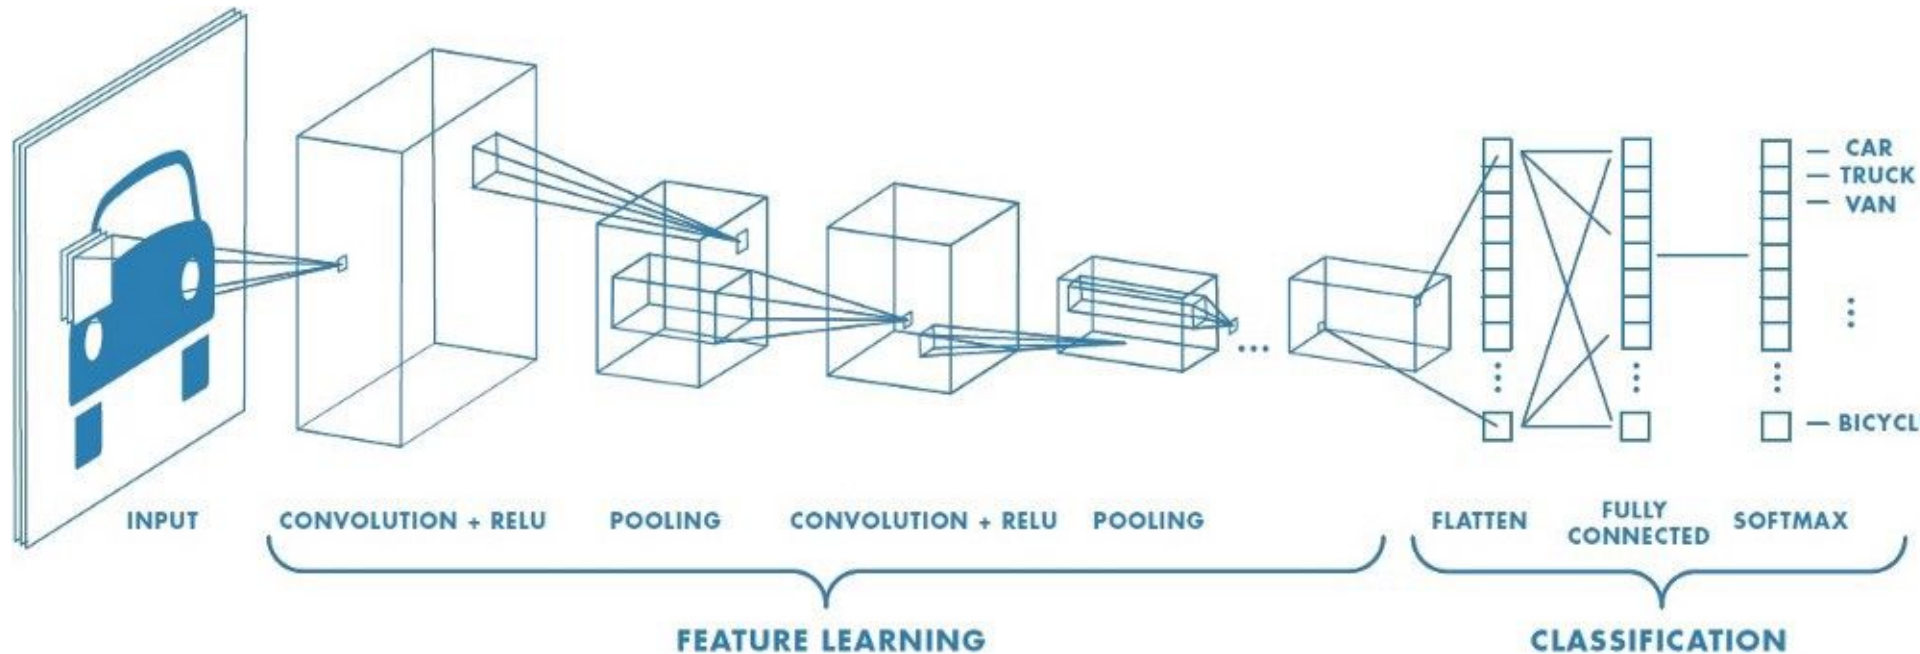 CAR
TRUCK
VAN
BICYCL
INPUT
CONVOLUTION + RELU
POOLING
CONVOLUTION + RELU
POOLING
FLATTEN
FULLY
CONNECTED
SOFTMAX
FEATURE LEARNING
CLASSIFICATION